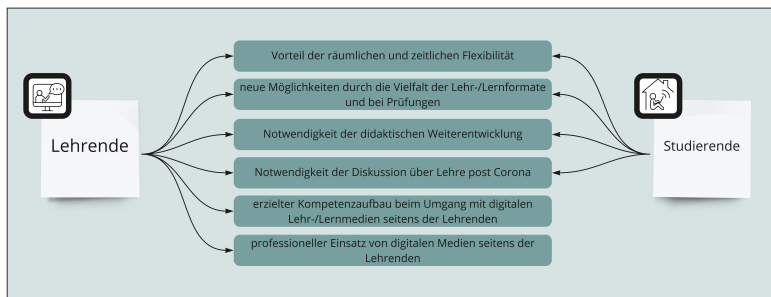 Lehrende
Vorteil der räumlichen und zeitlichen Flexibilität
neue Möglichkeiten durch die Vielfalt der Lehr-/Lernformate
und bei Prüfungen
Notwendigkeit der didaktischen Weiterentwicklung
Notwendigkeit der Diskussion über Lehre post Corona
erzielter Kompetenzaufbau beim Umgang mit digitalen
Lehr-/Lernmedien seitens der Lehrenden
professioneller Einsatz von digitalen Medien seitens der
Lehrenden
Studierende